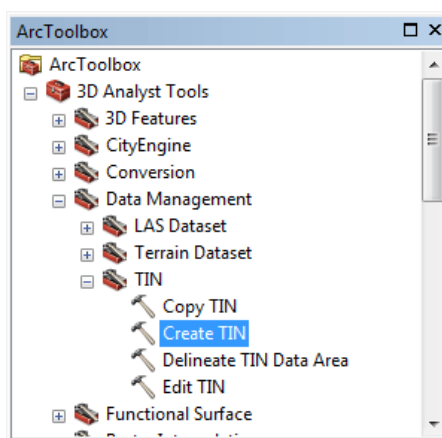 ArcToolbox
ArcToolbox
3D Analyst Tools
3D Features
CityEngine
Conversion
Data Management
LAS Dataset
Terrain Dataset
TIN
Copy TIN
Create TIN
Delineate TIN Data Area
Edit TIN
Functional Surface